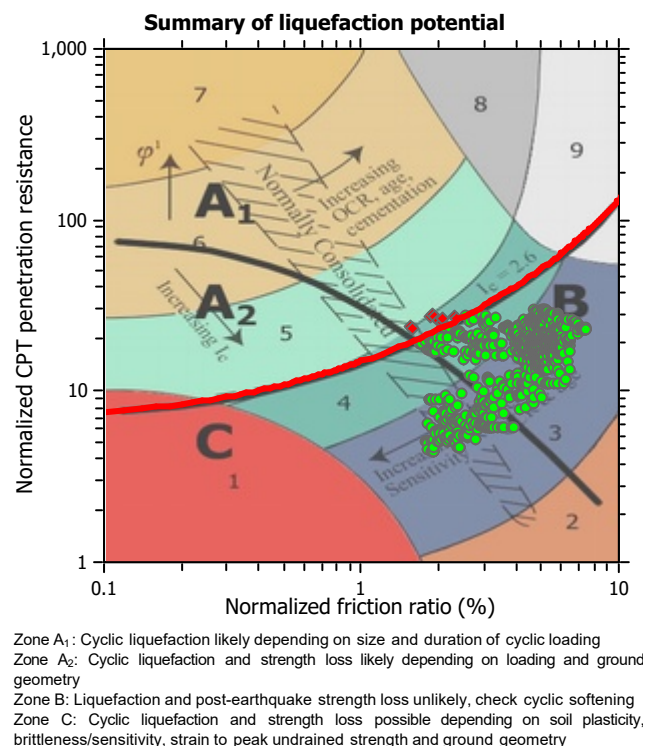 Summary of liquefaction potential
1,000
100
10
1
0.1
1
10
Normalized CPT penetration resistance
Normalized friction ratio (%)
7
8
9
φ'
A1
Normally Consolidated
Increasing
OCR, age,
cementation
6
A2
Increasing Ic
5
Ic = 2.6
B
4
C
1
3
Sensitivity
2
Zone A1: Cyclic liquefaction likely depending on size and duration of cyclic loading
Zone A2: Cyclic liquefaction and strength loss likely depending on loading and ground
geometry
Zone B: Liquefaction and post-earthquake strength loss unlikely, check cyclic softening
Zone C: Cyclic liquefaction and strength loss possible depending on soil plasticity,
brittleness/sensitivity, strain to peak undrained strength and ground geometry